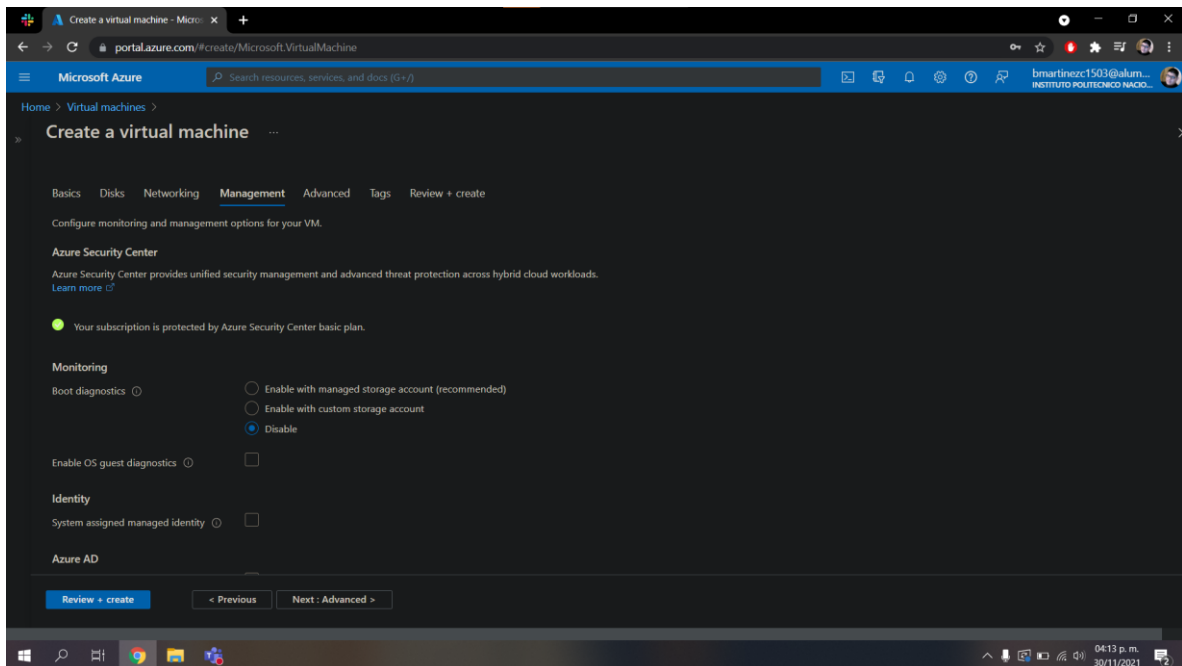 Create a virtual machine - Micros
portal.azure.com/#create/Microsoft.VirtualMachine
Microsoft Azure
Search resources, services, and docs (G+/)
bmartinezc1503@alum...
INSTITUTO POLITECNICO NACIO...
Home > Virtual machines >
Create a virtual machine ...
Basics Disks Networking Management Advanced Tags Review + create
Configure monitoring and management options for your VM.
Azure Security Center
Azure Security Center provides unified security management and advanced threat protection across hybrid cloud workloads.
Learn more
Your subscription is protected by Azure Security Center basic plan.
Monitoring
Boot diagnostics
Enable with managed storage account (recommended)
Enable with custom storage account
Disable
Enable OS guest diagnostics
Identity
System assigned managed identity
Azure AD
Review + create
< Previous
Next : Advanced >
04:13 p. m.
30/11/2021